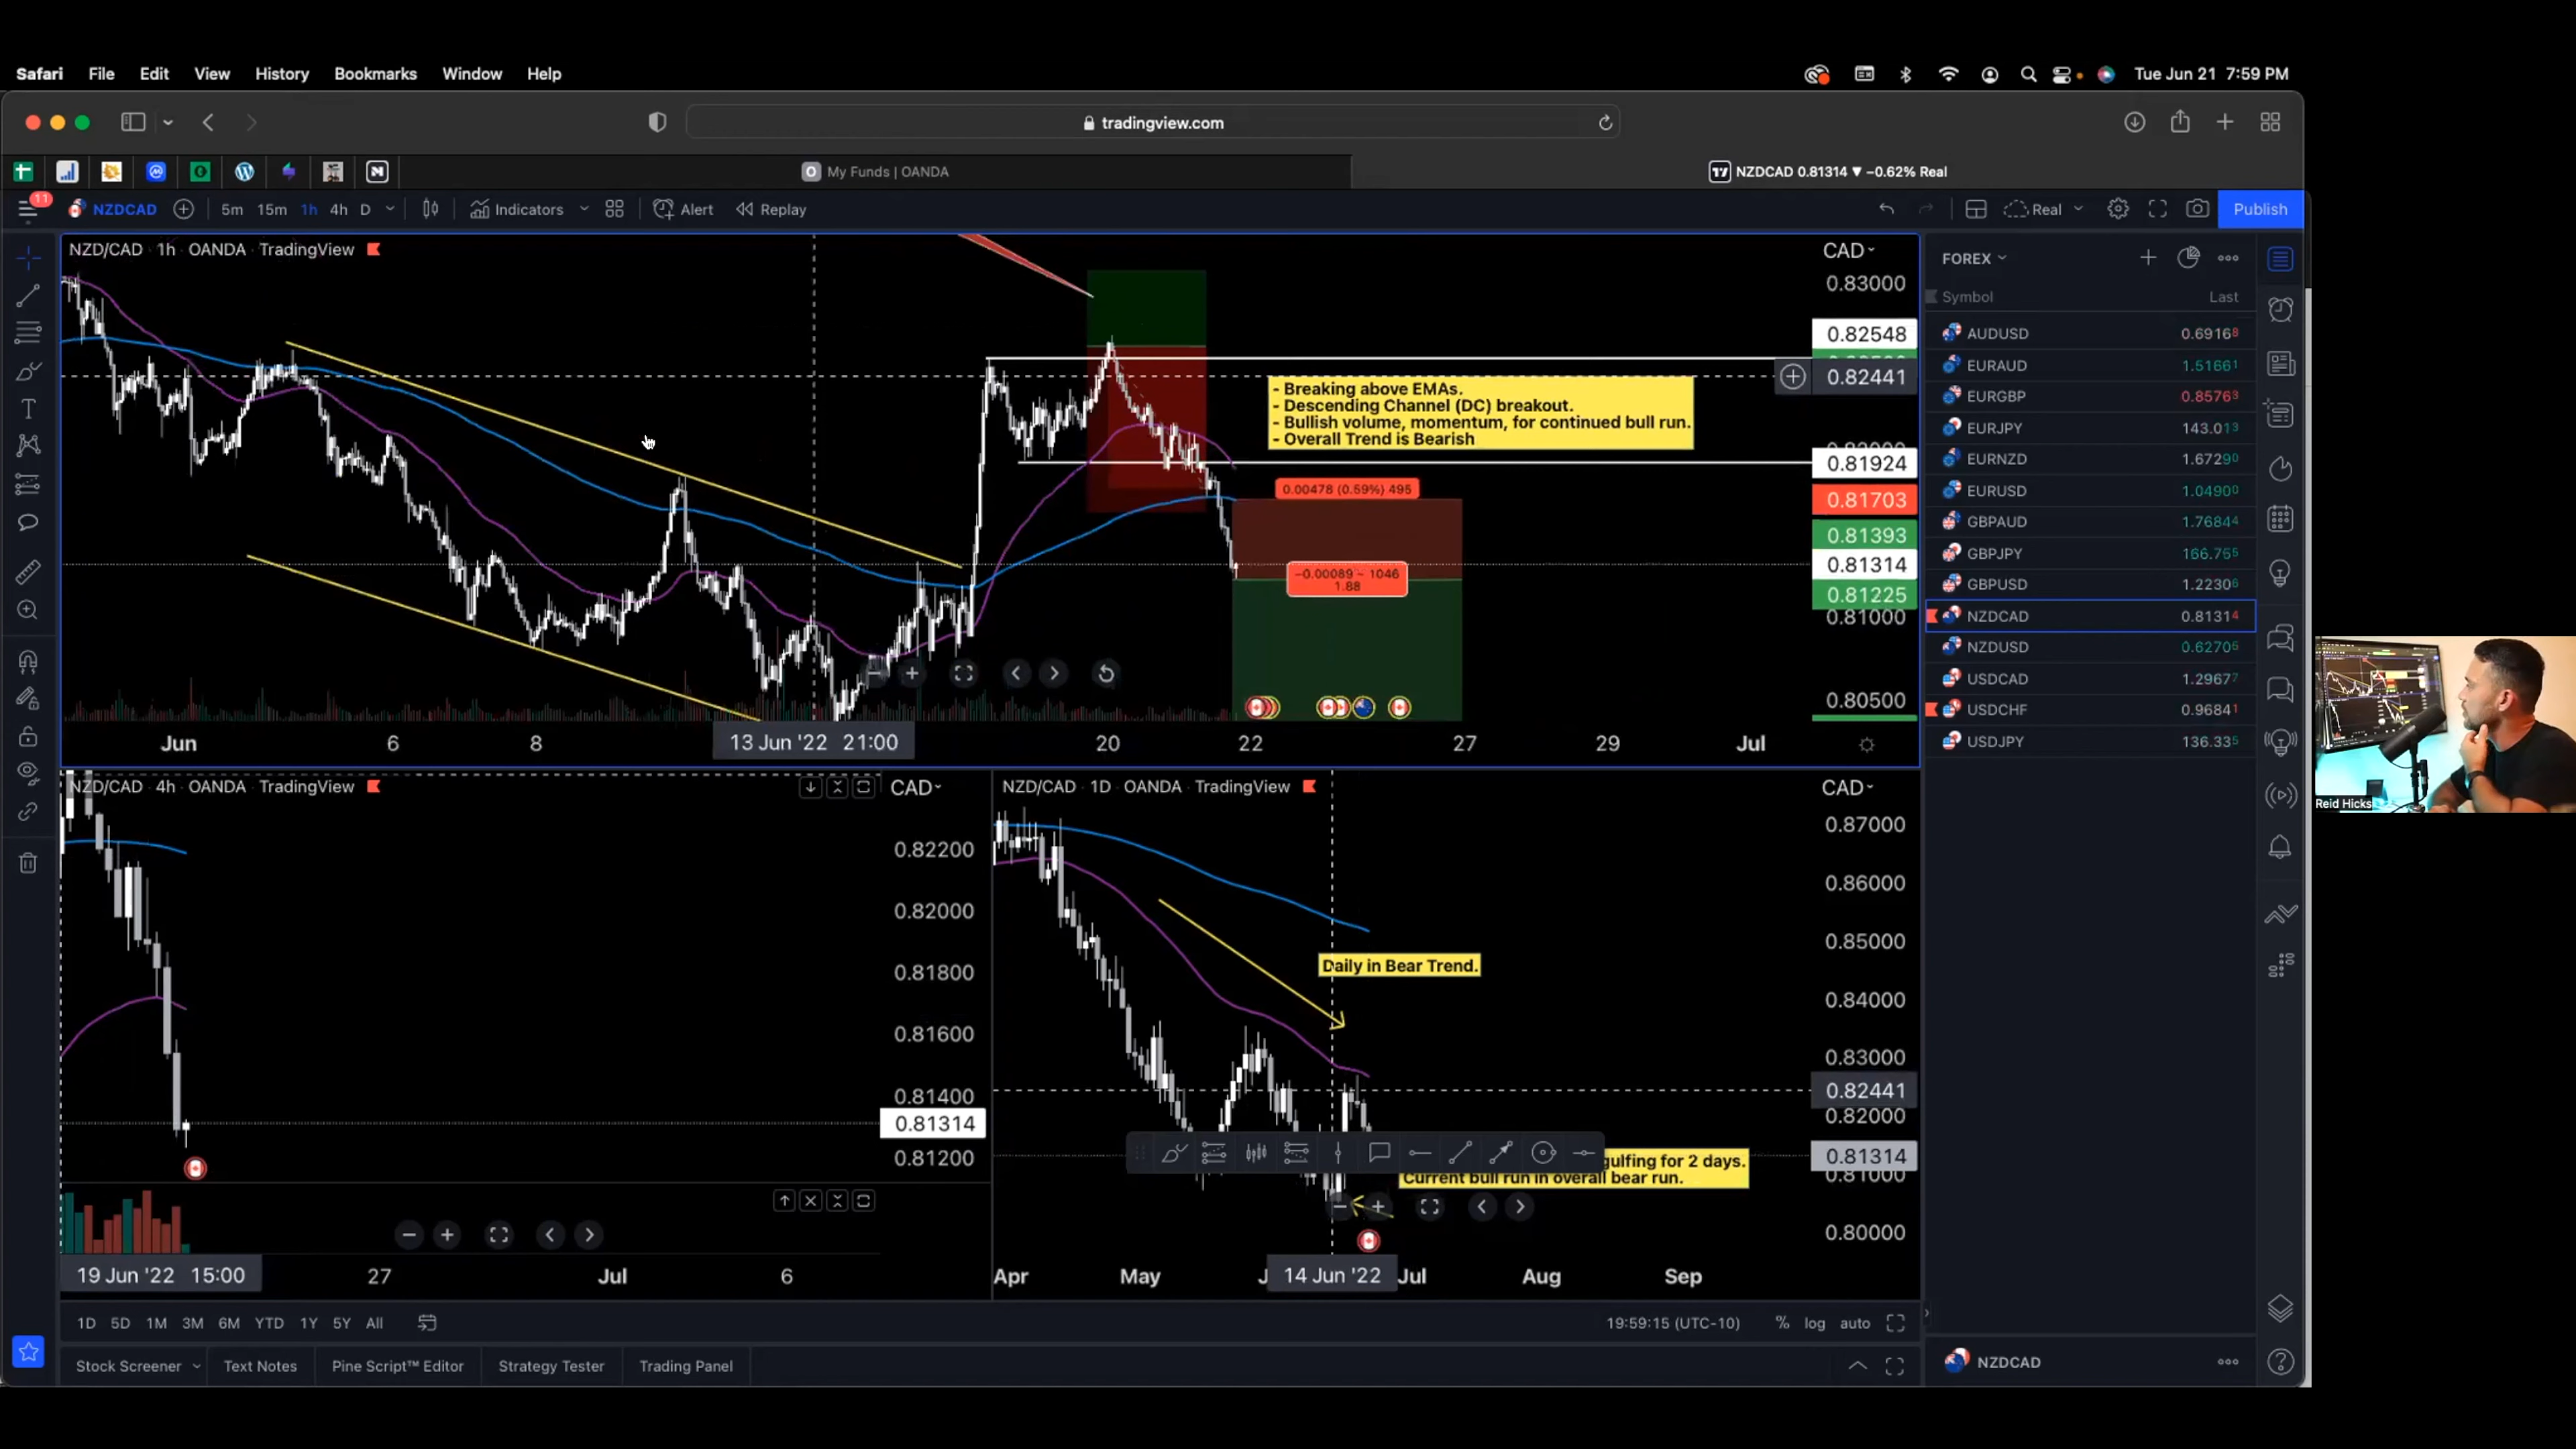 Safari File Edit View History Bookmarks Window Help Tue Jun 21 7:59 PM
tradingview.com
My Funds | OANDA NZDCAD 0.81314 ▼ −0.62% Real
11
NZDCAD 5m 15m 1h 4h D Indicators Alert Replay Real Publish
NZD/CAD · 1h · OANDA · TradingView
CAD
0.83000
0.82548
0.82441
0.81924
0.81703
0.81393
0.81314
0.81225
0.81000
0.80500
- Breaking above EMAs.
- Descending Channel (DC) breakout.
- Bullish volume, momentum, for continued bull run.
- Overall Trend is Bearish
0.00478 (0.59%) 495
−0.00089 ~ 1046
1.88
Jun 6 8 13 Jun '22 21:00 20 22 27 29 Jul
FOREX
Symbol Last
AUDUSD 0.69168
EURAUD 1.51661
EURGBP 0.85763
EURJPY 143.013
EURNZD 1.67290
EURUSD 1.04900
GBPAUD 1.76844
GBPJPY 166.755
GBPUSD 1.22306
NZDCAD 0.81314
NZDUSD 0.62705
USDCAD 1.29677
USDCHF 0.96841
USDJPY 136.335
Reid Hicks
NZD/CAD · 4h · OANDA · TradingView
CAD
0.82200
0.82000
0.81800
0.81600
0.81400
0.81314
0.81200
19 Jun '22 15:00 27 Jul 6
NZD/CAD · 1D · OANDA · TradingView
CAD
0.87000
0.86000
0.85000
0.84000
0.83000
0.82441
0.82000
0.81314
0.81000
0.80000
Daily in Bear Trend.
gulfing for 2 days.
Current bull run in overall bear run.
Apr May J 14 Jun '22 Jul Aug Sep
1D 5D 1M 3M 6M YTD 1Y 5Y All 19:59:15 (UTC-10) % log auto
Stock Screener Text Notes Pine Script™ Editor Strategy Tester Trading Panel
NZDCAD